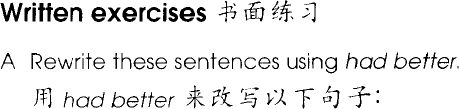 Written exercises 书面练习
A Rewrite these sentences using had better.
用 had better 来改写以下句子：